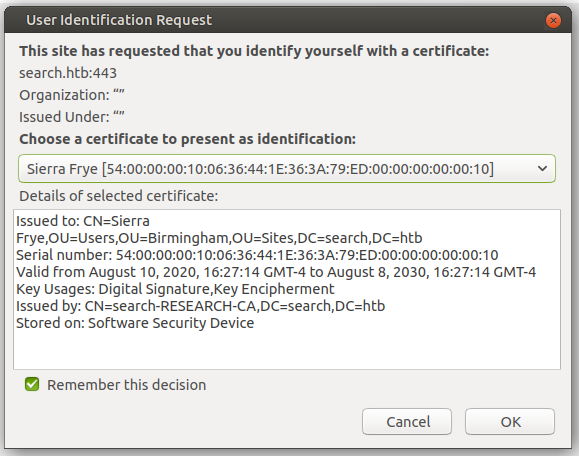 User Identification Request
This site has requested that you identify yourself with a certificate:
search.htb:443
Organization: “”
Issued Under: “”
Choose a certificate to present as identification:
Sierra Frye [54:00:00:00:10:06:36:44:1E:36:3A:79:ED:00:00:00:00:00:10]
Details of selected certificate:
Issued to: CN=Sierra
Frye,OU=Users,OU=Birmingham,OU=Sites,DC=search,DC=htb
Serial number: 54:00:00:00:10:06:36:44:1E:36:3A:79:ED:00:00:00:00:00:10
Valid from August 10, 2020, 16:27:14 GMT-4 to August 8, 2030, 16:27:14 GMT-4
Key Usages: Digital Signature,Key Encipherment
Issued by: CN=search-RESEARCH-CA,DC=search,DC=htb
Stored on: Software Security Device
Remember this decision
Cancel OK